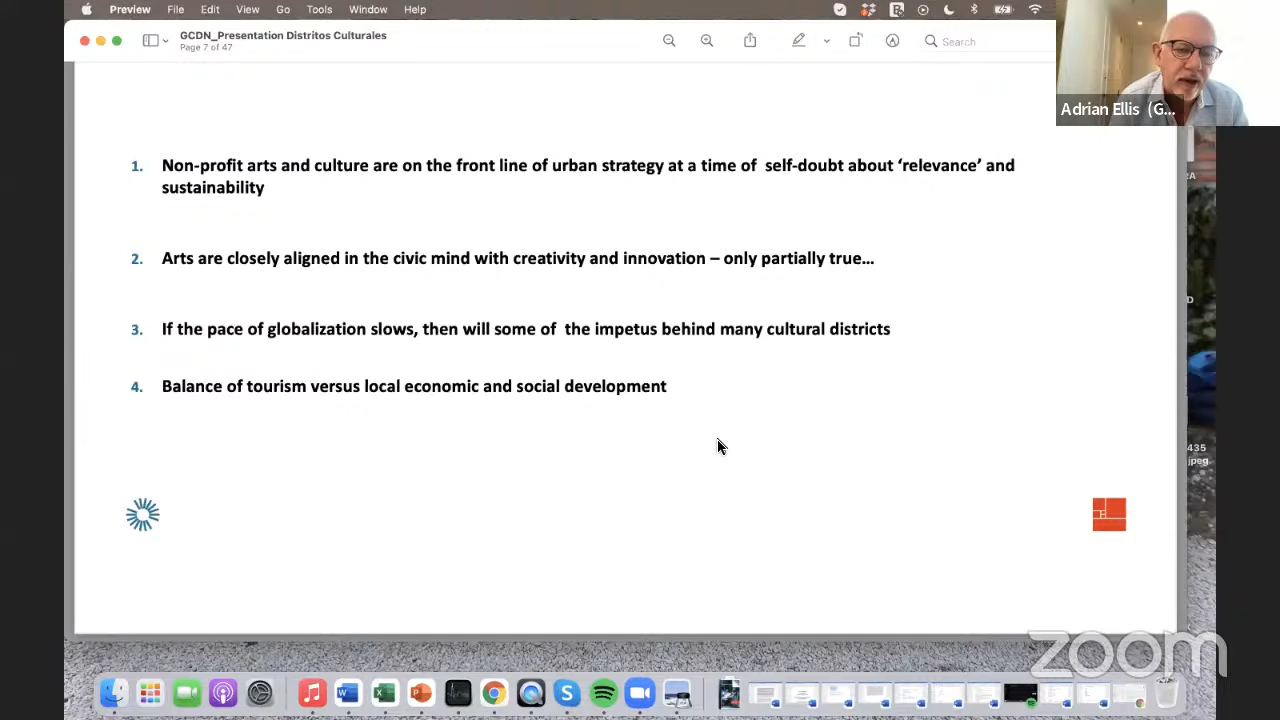 Preview File Edit View Go Tools Window Help
GCDN_Presentation Distritos Culturales
Page 7 of 47
Search
Adrian Ellis (G...
1. Non-profit arts and culture are on the front line of urban strategy at a time of self-doubt about ‘relevance’ and
sustainability
2. Arts are closely aligned in the civic mind with creativity and innovation – only partially true…
3. If the pace of globalization slows, then will some of the impetus behind many cultural districts
4. Balance of tourism versus local economic and social development
RA
D
435
jpeg
zoom